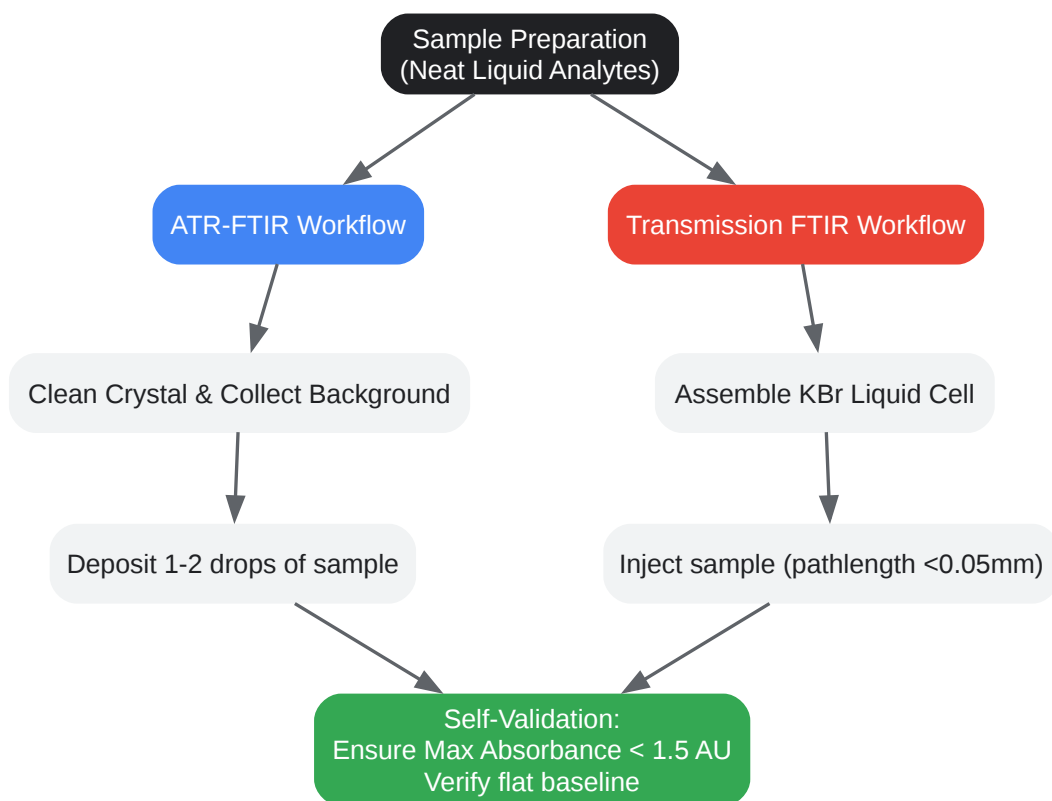 Sample Preparation
(Neat Liquid Analytes)
ATR-FTIR Workflow
Transmission FTIR Workflow
Clean Crystal & Collect Background
Assemble KBr Liquid Cell
Deposit 1-2 drops of sample
Inject sample (pathlength <0.05mm)
Self-Validation:
Ensure Max Absorbance < 1.5 AU
Verify flat baseline